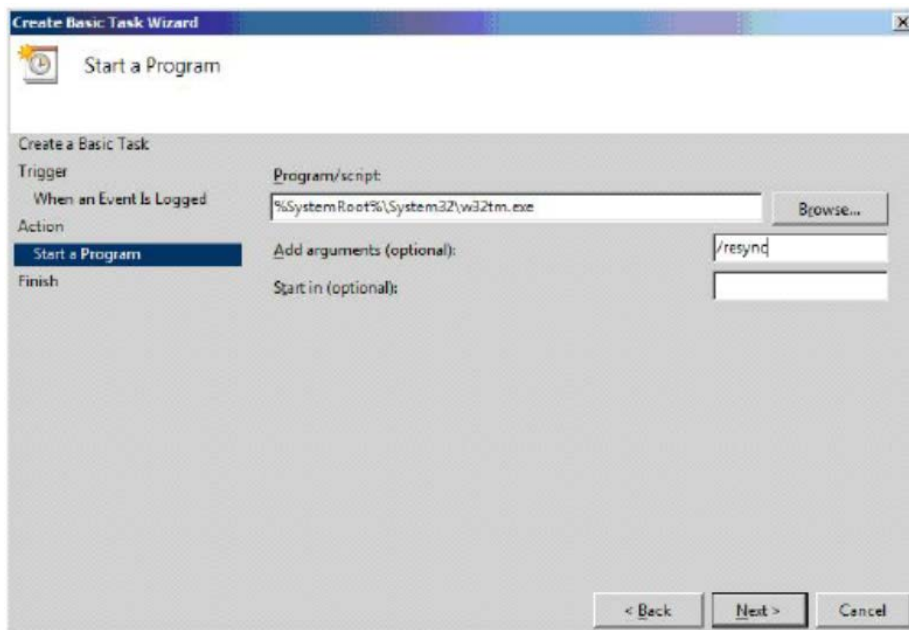 Create Basic Task Wizard
Start a Program
Create a Basic Task
Trigger
When an Event Is Logged
Action
Start a Program
Finish
Program/script:
%SystemRoot%\System32\w32tm.exe
Browse...
Add arguments (optional):
/resync
Start in (optional):
< Back
Next >
Cancel